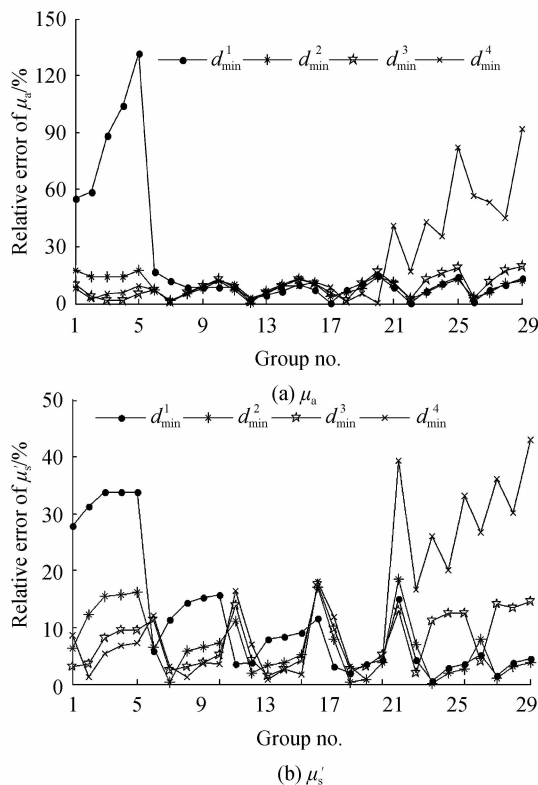 150
120
90
60
30
0
Relative error of μa/%
d¹min d²min d³min d⁴min
1 5 9 13 17 21 25 29
Group no.
(a) μa
50
40
30
20
10
0
Relative error of μs′/%
d¹min d²min d³min d⁴min
1 5 9 13 17 21 25 29
Group no.
(b) μs′